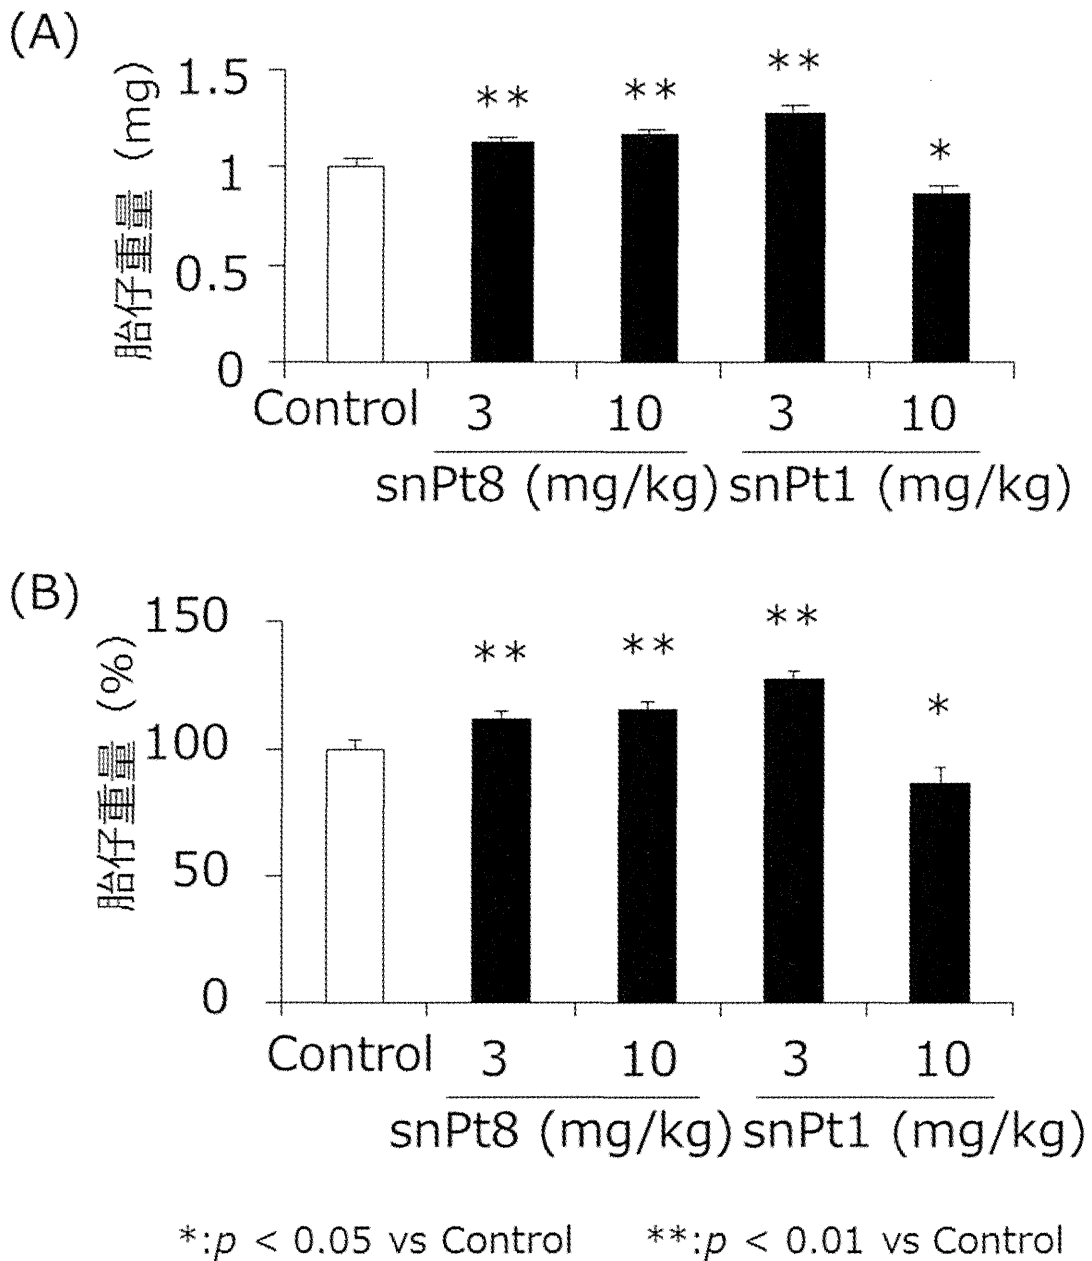 (A)
胎仔重量 (mg)
1.5
1
0.5
0
** ** ** *
Control 3 10 3 10
snPt8 (mg/kg) snPt1 (mg/kg)
(B)
胎仔重量 (%)
150
100
50
0
** ** ** *
Control 3 10 3 10
snPt8 (mg/kg) snPt1 (mg/kg)
*:p < 0.05 vs Control **:p < 0.01 vs Control